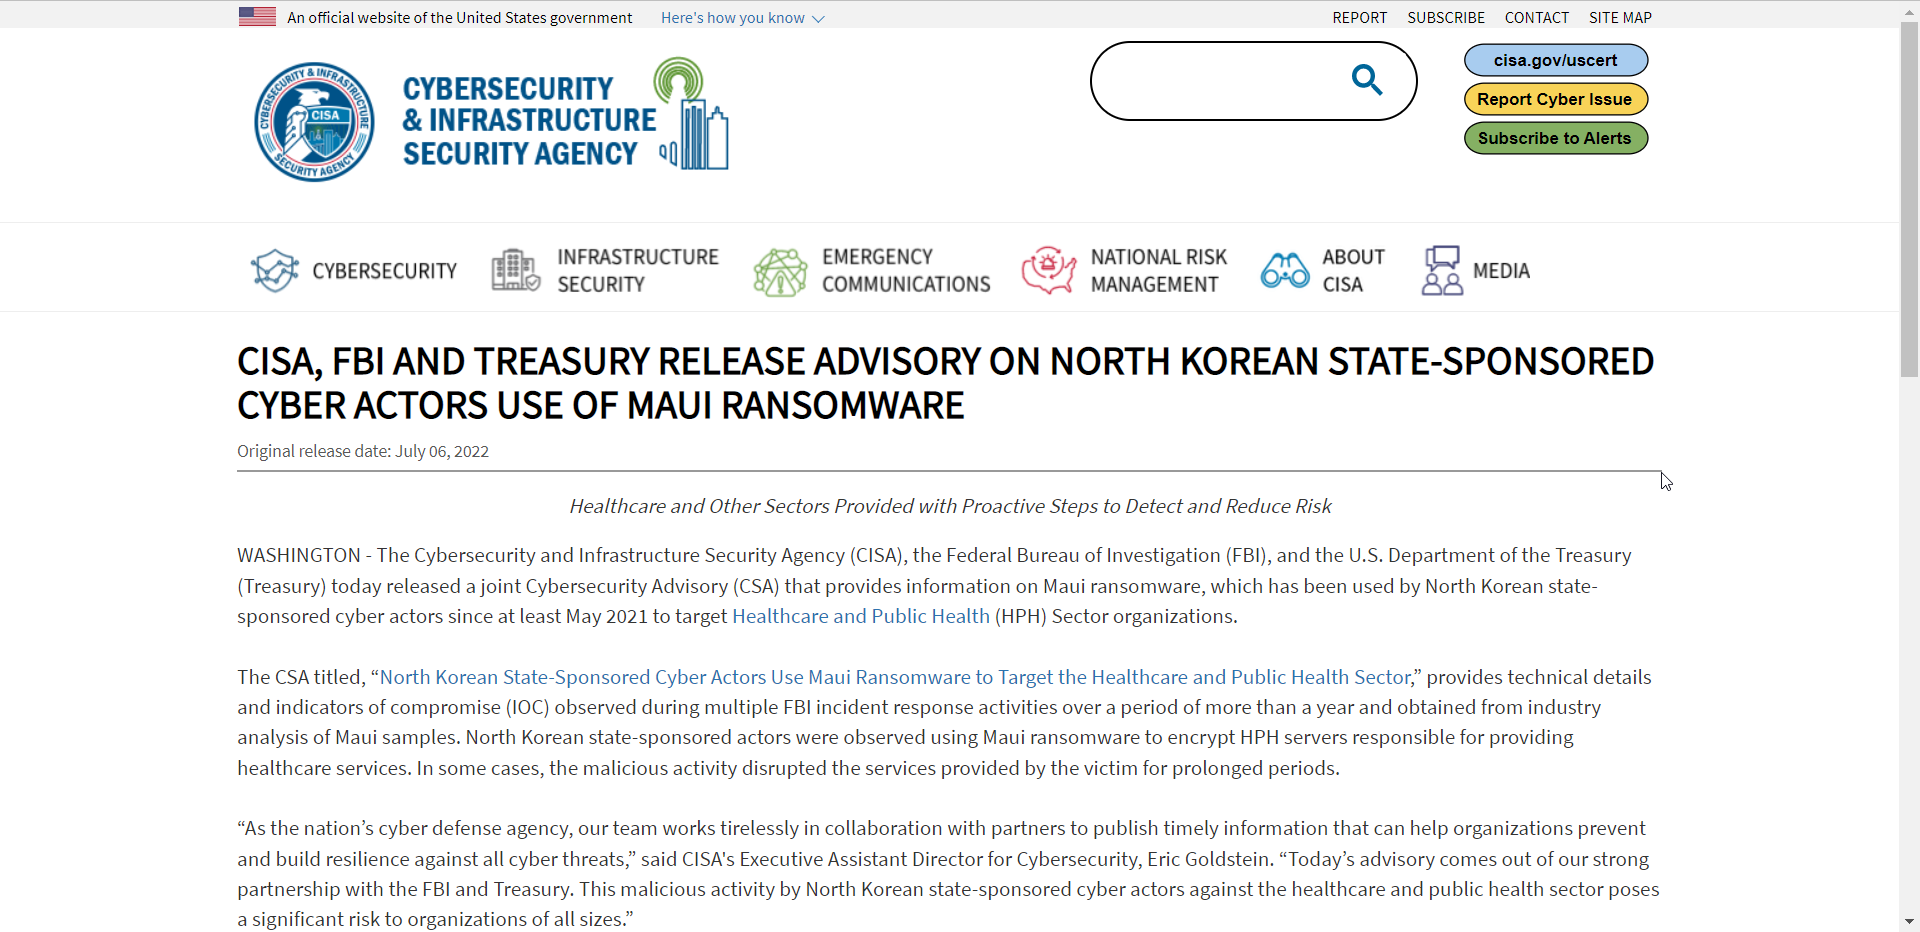 An official website of the United States government Here's how you know
REPORT SUBSCRIBE CONTACT SITE MAP
CYBERSECURITY & INFRASTRUCTURE
SECURITY AGENCY
CISA
CYBERSECURITY
& INFRASTRUCTURE
SECURITY AGENCY
cisa.gov/uscert
Report Cyber Issue
Subscribe to Alerts
CYBERSECURITY
INFRASTRUCTURE
SECURITY
EMERGENCY
COMMUNICATIONS
NATIONAL RISK
MANAGEMENT
ABOUT
CISA
MEDIA
CISA, FBI AND TREASURY RELEASE ADVISORY ON NORTH KOREAN STATE-SPONSORED
CYBER ACTORS USE OF MAUI RANSOMWARE
Original release date: July 06, 2022
Healthcare and Other Sectors Provided with Proactive Steps to Detect and Reduce Risk
WASHINGTON - The Cybersecurity and Infrastructure Security Agency (CISA), the Federal Bureau of Investigation (FBI), and the U.S. Department of the Treasury
(Treasury) today released a joint Cybersecurity Advisory (CSA) that provides information on Maui ransomware, which has been used by North Korean state-
sponsored cyber actors since at least May 2021 to target Healthcare and Public Health (HPH) Sector organizations.
The CSA titled, “North Korean State-Sponsored Cyber Actors Use Maui Ransomware to Target the Healthcare and Public Health Sector,” provides technical details
and indicators of compromise (IOC) observed during multiple FBI incident response activities over a period of more than a year and obtained from industry
analysis of Maui samples. North Korean state-sponsored actors were observed using Maui ransomware to encrypt HPH servers responsible for providing
healthcare services. In some cases, the malicious activity disrupted the services provided by the victim for prolonged periods.
“As the nation’s cyber defense agency, our team works tirelessly in collaboration with partners to publish timely information that can help organizations prevent
and build resilience against all cyber threats,” said CISA's Executive Assistant Director for Cybersecurity, Eric Goldstein. “Today’s advisory comes out of our strong
partnership with the FBI and Treasury. This malicious activity by North Korean state-sponsored cyber actors against the healthcare and public health sector poses
a significant risk to organizations of all sizes.”